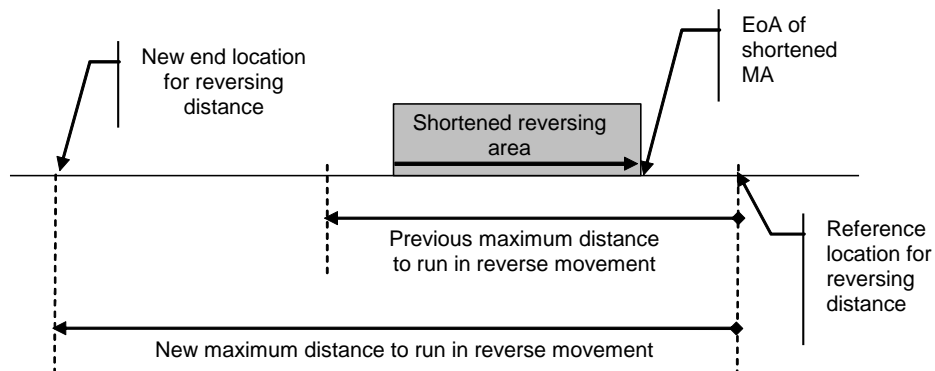 New end location
for reversing
distance
EoA of
shortened
MA
Shortened reversing
area
Previous maximum distance
to run in reverse movement
Reference
location for
reversing
distance
New maximum distance to run in reverse movement